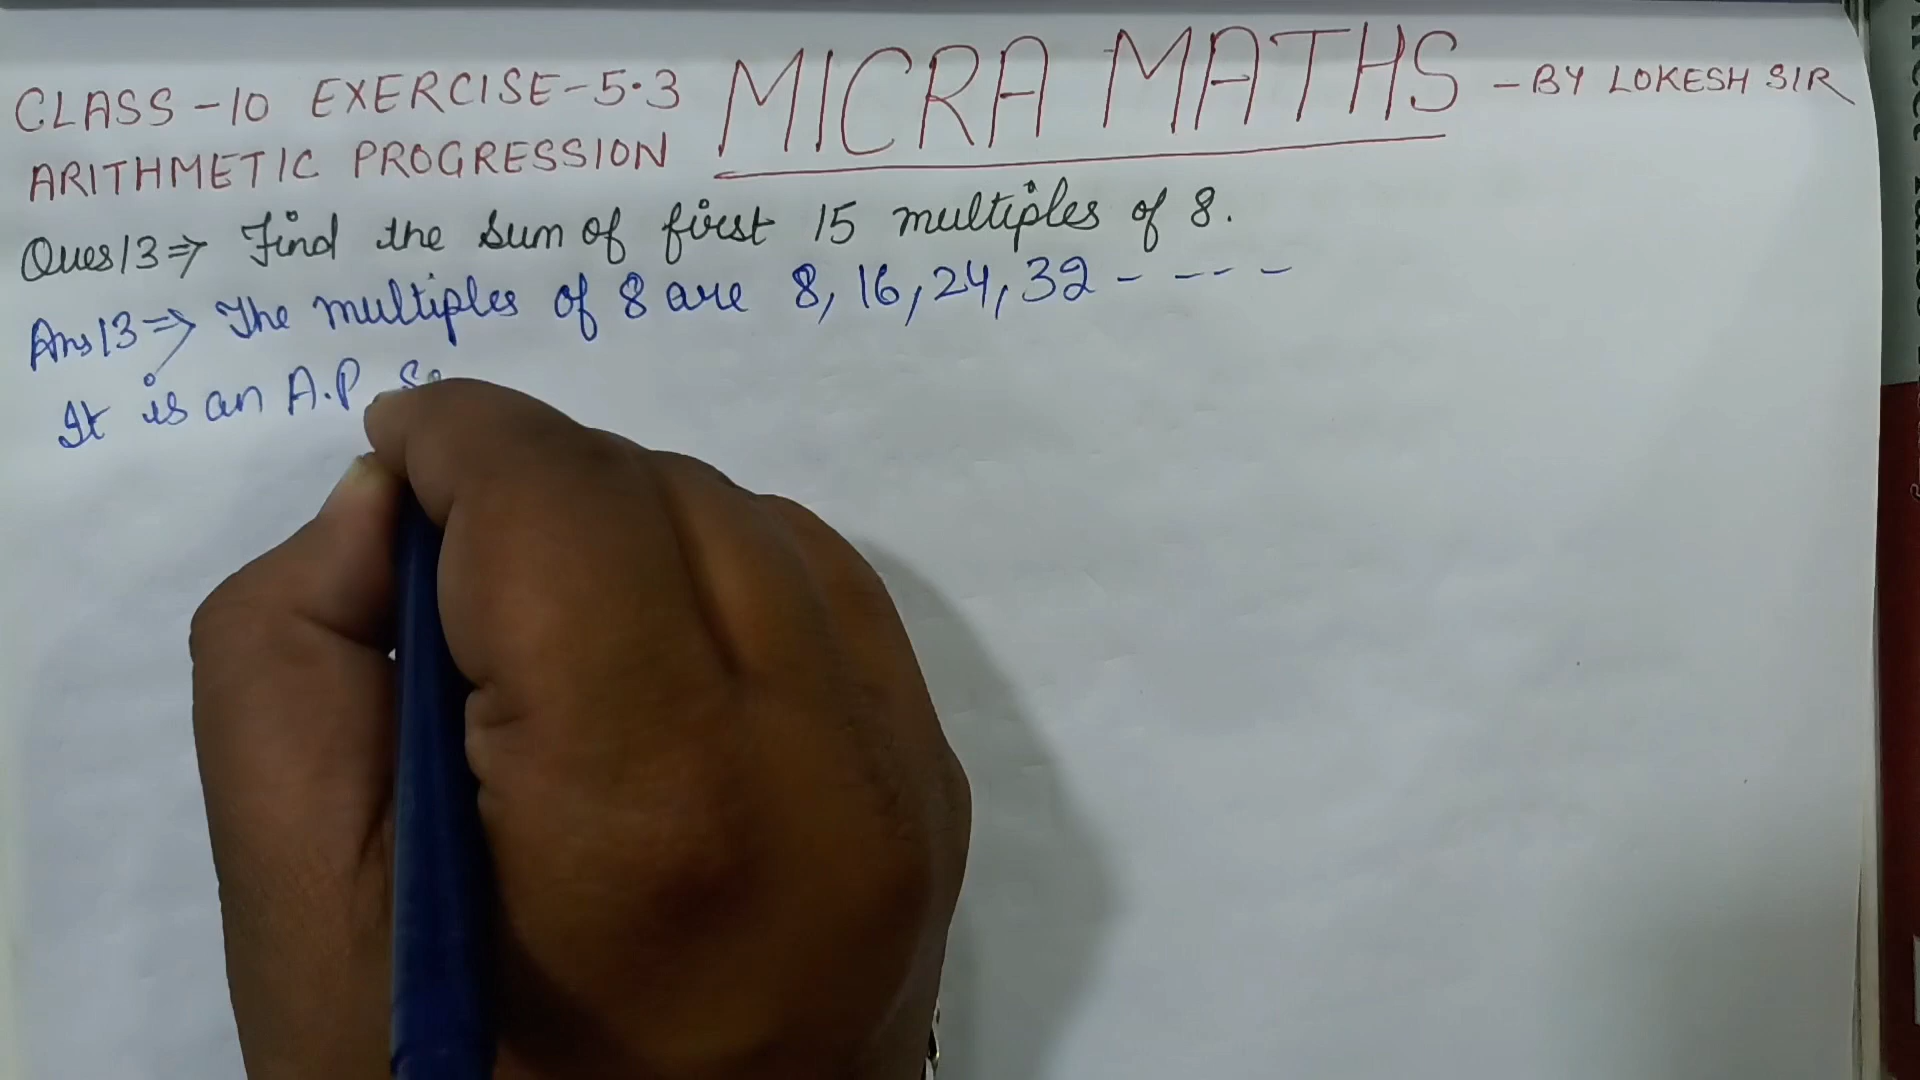 CLASS-10 EXERCISE-5.3 MICRA MATHS - BY LOKESH SIR
ARITHMETIC PROGRESSION
Ques13⇒ Find the sum of first 15 multiples of 8.
Ans13⇒ The multiples of 8 are 8, 16, 24, 32 - - - -
It is an A.P. So